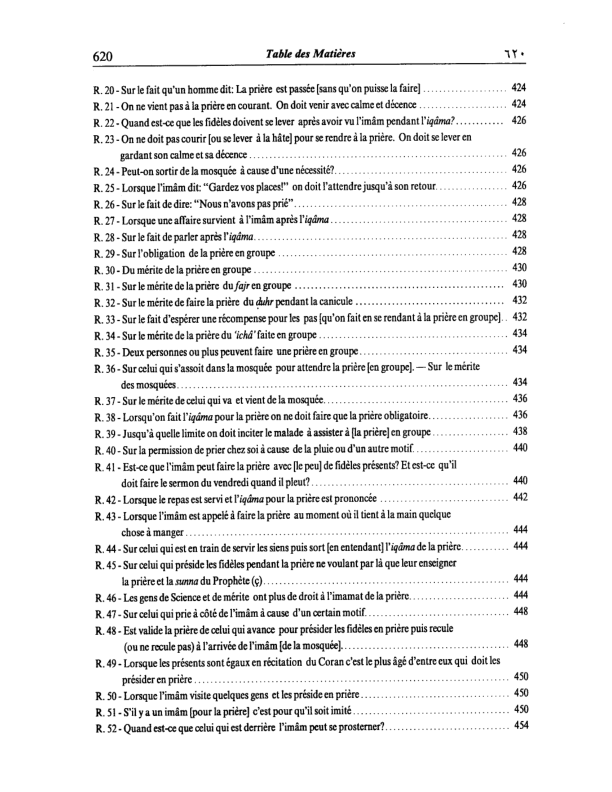 620 Table des Matières ٦٢٠
R. 20 - Sur le fait qu'un homme dit: La prière est passée [sans qu'on puisse la faire] ..................... 424
R. 21 - On ne vient pas à la prière en courant. On doit venir avec calme et décence ..................... 424
R. 22 - Quand est-ce que les fidèles doivent se lever après avoir vu l'imâm pendant l'iqâma? ............ 426
R. 23 - On ne doit pas courir [ou se lever à la hâte] pour se rendre à la prière. On doit se lever en
gardant son calme et sa décence ............................................................ 426
R. 24 - Peut-on sortir de la mosquée à cause d'une nécessité? ........................................ 426
R. 25 - Lorsque l'imâm dit: "Gardez vos places!" on doit l'attendre jusqu'à son retour. ................ 426
R. 26 - Sur le fait de dire: "Nous n'avons pas prié" .................................................. 428
R. 27 - Lorsque une affaire survient à l'imâm après l'iqâma .......................................... 428
R. 28 - Sur le fait de parler après l'iqâma. .......................................................... 428
R. 29 - Sur l'obligation de la prière en groupe ....................................................... 428
R. 30 - Du mérite de la prière en groupe ............................................................. 430
R. 31 - Sur le mérite de la prière du fajr en groupe .................................................. 430
R. 32 - Sur le mérite de faire la prière du ḍuhr pendant la canicule .................................. 432
R. 33 - Sur le fait d'espérer une récompense pour les pas [qu'on fait en se rendant à la prière en groupe]. . 432
R. 34 - Sur le mérite de la prière du 'ichâ' faite en groupe .......................................... 434
R. 35 - Deux personnes ou plus peuvent faire une prière en groupe. ................................... 434
R. 36 - Sur celui qui s'assoit dans la mosquée pour attendre la prière [en groupe]. — Sur le mérite
des mosquées. ............................................................................ 434
R. 37 - Sur le mérite de celui qui va et vient de la mosquée. ......................................... 436
R. 38 - Lorsqu'on fait l'iqâma pour la prière on ne doit faire que la prière obligatoire. ................ 436
R. 39 - Jusqu'à quelle limite on doit inciter le malade à assister à [la prière] en groupe ................ 438
R. 40 - Sur la permission de prier chez soi à cause de la pluie ou d'un autre motif. .................... 440
R. 41 - Est-ce que l'imâm peut faire la prière avec [le peu] de fidèles présents? Et est-ce qu'il
doit faire le sermon du vendredi quand il pleut? .............................................. 440
R. 42 - Lorsque le repas est servi et l'iqâma pour la prière est prononcée ............................ 442
R. 43 - Lorsque l'imâm est appelé à faire la prière au moment où il tient à la main quelque
chose à manger ........................................................................... 444
R. 44 - Sur celui qui est en train de servir les siens puis sort [en entendant] l'iqâma de la prière ............ 444
R. 45 - Sur celui qui préside les fidèles pendant la prière ne voulant par là que leur enseigner
la prière et la sunna du Prophète (ç) ......................................................... 444
R. 46 - Les gens de Science et de mérite ont plus de droit à l'imamat de la prière. ..................... 444
R. 47 - Sur celui qui prie à côté de l'imâm à cause d'un certain motif. ................................ 448
R. 48 - Est valide la prière de celui qui avance pour présider les fidèles en prière puis recule
(ou ne recule pas) à l'arrivée de l'imâm [de la mosquée]. ..................................... 448
R. 49 - Lorsque les présents sont égaux en récitation du Coran c'est le plus âgé d'entre eux qui doit les
présider en prière ......................................................................... 450
R. 50 - Lorsque l'imâm visite quelques gens et les préside en prière .................................. 450
R. 51 - S'il y a un imâm [pour la prière] c'est pour qu'il soit imité .................................... 450
R. 52 - Quand est-ce que celui qui est derrière l'imâm peut se prosterner? ............................. 454